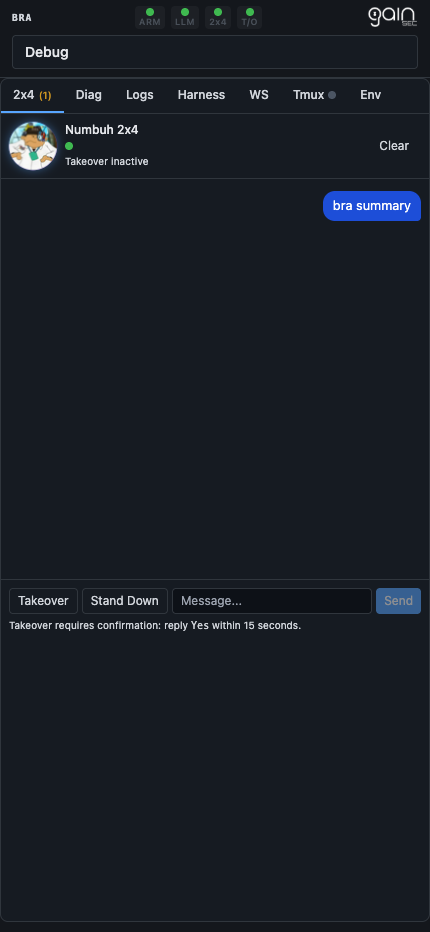 BRA
ARM LLM 2x4 T/O
gain
SEC
Debug
2x4 (1) Diag Logs Harness WS Tmux Env
Numbuh 2x4
Takeover inactive
Clear
bra summary
Takeover Stand Down Message... Send
Takeover requires confirmation: reply Yes within 15 seconds.